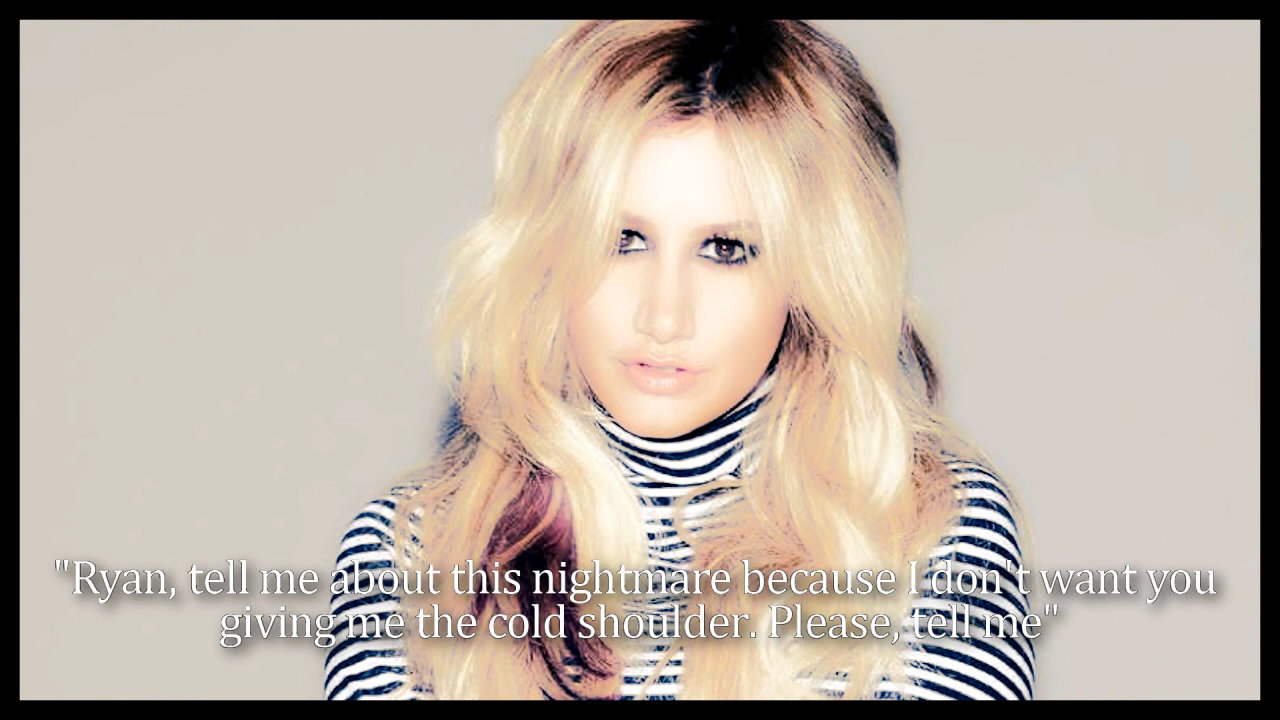 "Ryan, tell me about this nightmare because I don't want you
giving me the cold shoulder. Please, tell me"